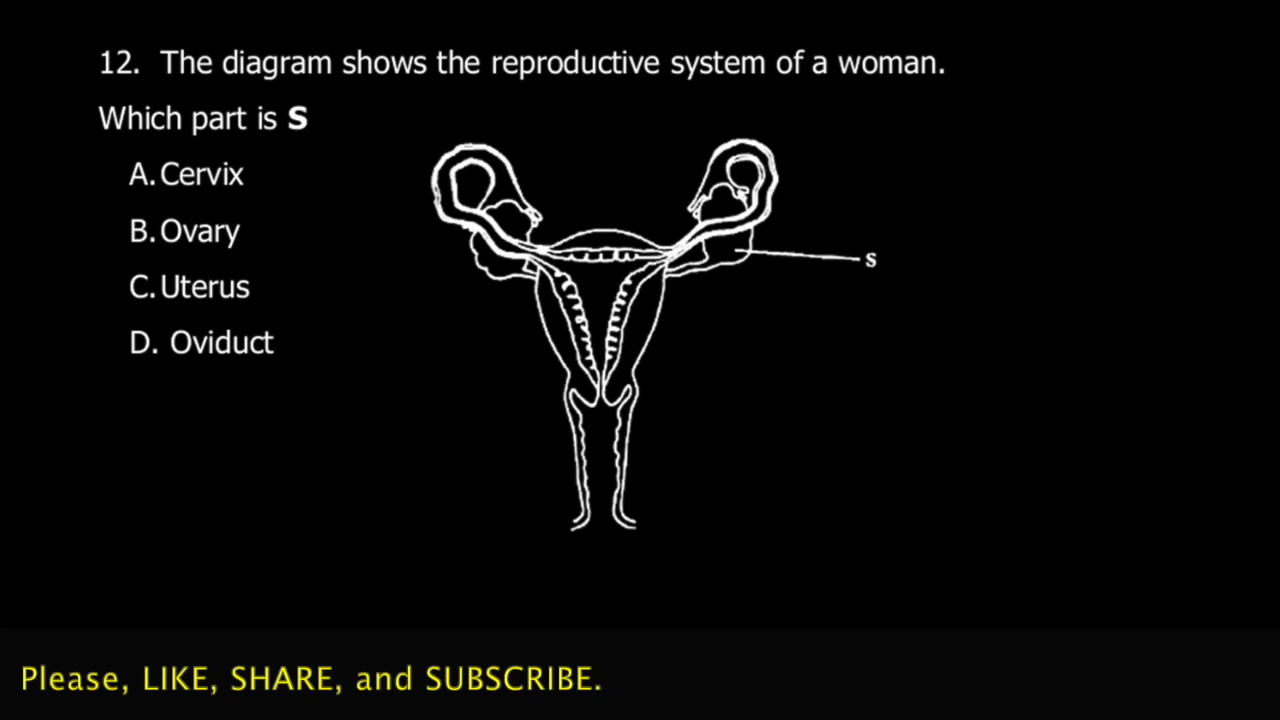 12. The diagram shows the reproductive system of a woman.
Which part is S
A. Cervix
B. Ovary
C. Uterus
D. Oviduct
S
Please, LIKE, SHARE, and SUBSCRIBE.